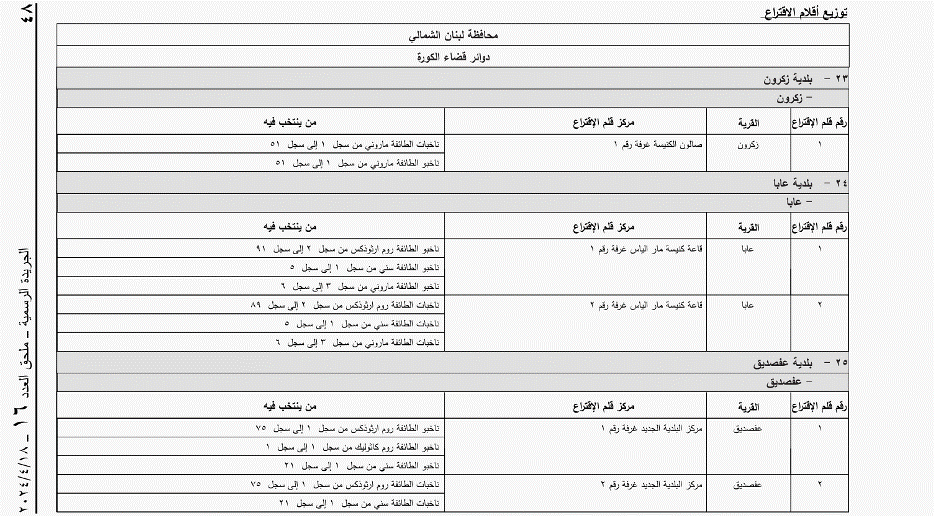 توزيع أقلام الاقتراع
محافظة لبنان الشمالي
دوائر قضاء الكورة
٢٣ – بلدية زكرون
– زكرون
رقم قلم الإقتراع القرية مركز قلم الإقتراع من ينتخب فيه
١ زكرون صالون الكنيسة غرفة رقم ١ ناخبات الطائفة ماروني من سجل ١ إلى سجل ٥١
ناخبو الطائفة ماروني من سجل ١ إلى سجل ٥١
٢٤ – بلدية عابا
– عابا
رقم قلم الإقتراع القرية مركز قلم الإقتراع من ينتخب فيه
١ عابا قاعة كنيسة مار الياس غرفة رقم ١ ناخبو الطائفة روم ارثوذكس من سجل ٢ إلى سجل ٩١
ناخبو الطائفة سني من سجل ١ إلى سجل ٥
ناخبو الطائفة ماروني من سجل ٣ إلى سجل ٦
٢ عابا قاعة كنيسة مار الياس غرفة رقم ٢ ناخبات الطائفة روم ارثوذكس من سجل ٢ إلى سجل ٨٩
ناخبات الطائفة سني من سجل ١ إلى سجل ٥
ناخبات الطائفة ماروني من سجل ٣ إلى سجل ٦
٢٥ – بلدية عفصديق
– عفصديق
رقم قلم الإقتراع القرية مركز قلم الإقتراع من ينتخب فيه
١ عفصديق مركز البلدية الجديد غرفة رقم ١ ناخبو الطائفة روم ارثوذكس من سجل ١ إلى سجل ٧٥
ناخبو الطائفة روم كاثوليك من سجل ١ إلى سجل ١
ناخبو الطائفة سني من سجل ١ إلى سجل ٢١
٢ عفصديق مركز البلدية الجديد غرفة رقم ٢ ناخبات الطائفة روم ارثوذكس من سجل ١ إلى سجل ٧٥
ناخبات الطائفة سني من سجل ١ إلى سجل ٢١
٤٨
الجريدة الرسمية – ملحق العدد ١٦ – ٢٠٢٤/٤/١٨